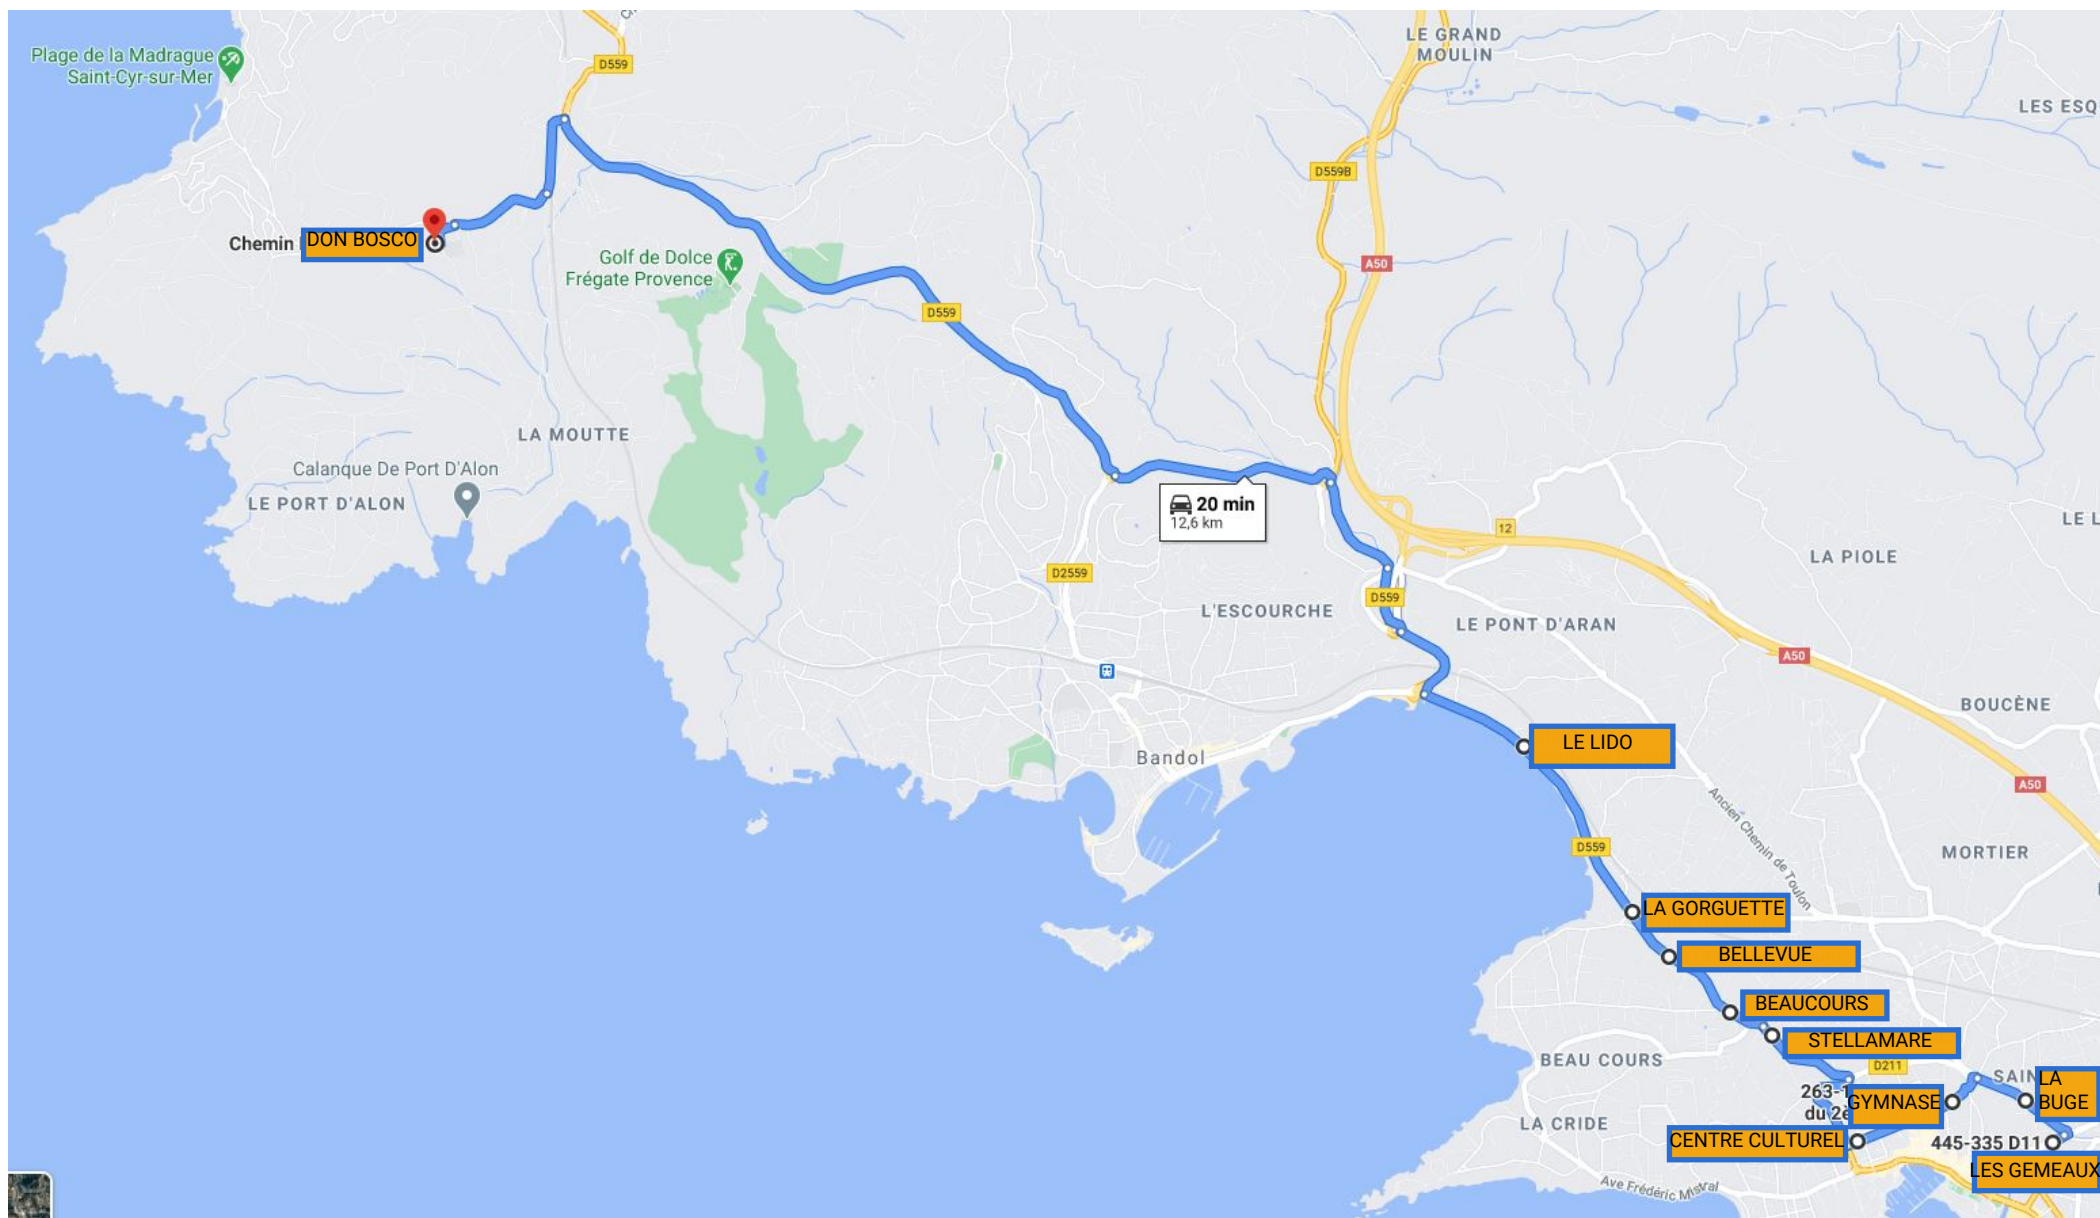 LE GRAND
MOULIN
Plage de la Madrague
Saint-Cyr-sur-Mer
D559
LES ESQ
D559B
Chemin
DON BOSCO
Golf de Dolce
Frégate Provence
A50
D559
LA MOUTTE
Calanque De Port D'Alon
LE PORT D'ALON
20 min
12,6 km
12
LE L
LA PIOLE
D2559
D559
L'ESCOURCHE
LE PONT D'ARAN
A50
BOUCÈNE
LE LIDO
Bandol
A50
Ancien Chemin de Toulon
D559
MORTIER
LA GORGUETTE
BELLEVUE
BEAUCOURS
STELLAMARE
BEAU COURS
D211
SAIN
LA
BUGE
263-1
du 2è
GYMNASE
LA CRIDE
CENTRE CULTUREL
445-335 D11
LES GEMEAUX
Ave Frédéric Mistral